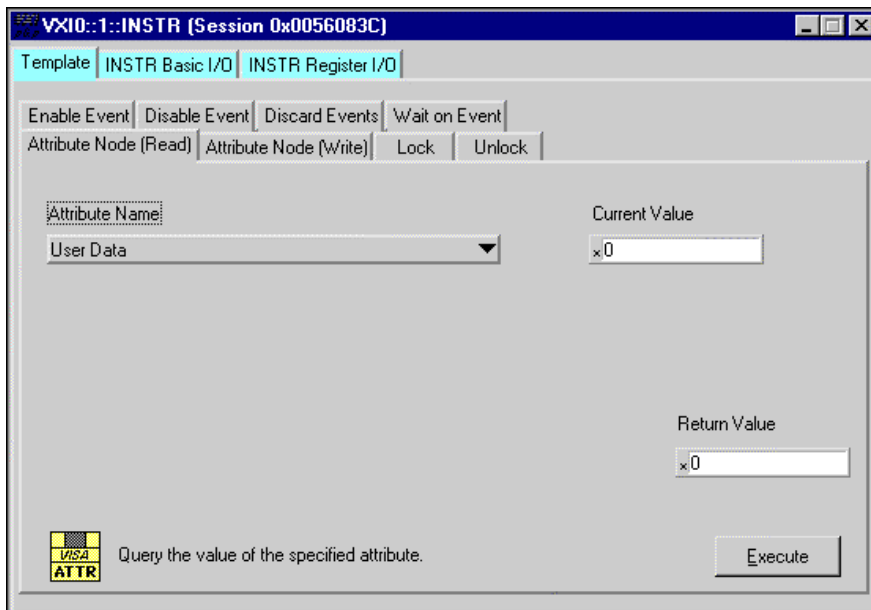 VXI0::1::INSTR (Session 0x0056083C)
Template INSTR Basic I/O INSTR Register I/O
Enable Event Disable Event Discard Events Wait on Event
Attribute Node (Read) Attribute Node (Write) Lock Unlock
Attribute Name Current Value
User Data x0
Return Value
x0
VISA
ATTR
Query the value of the specified attribute.
Execute